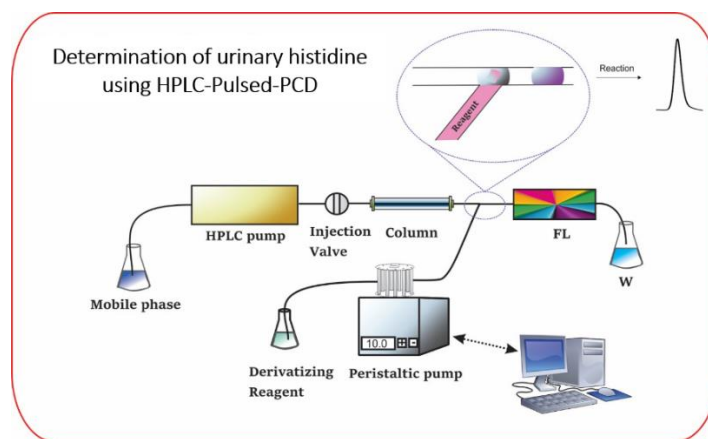 Determination of urinary histidine
using HPLC-Pulsed-PCD
Reagent
Reaction
HPLC pump
Injection
Valve
Column
FL
Mobile phase
W
10.0
+ -
Derivatizing
Reagent
Peristaltic pump